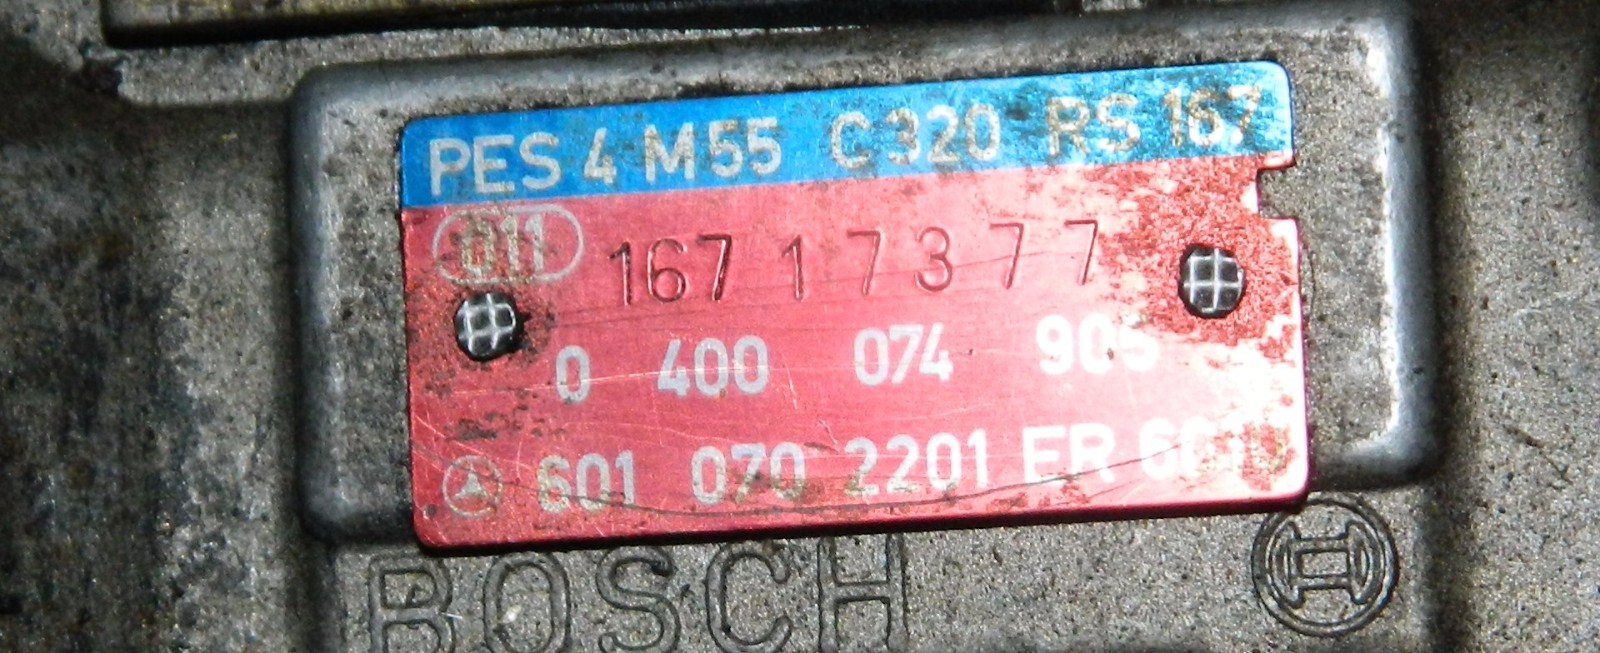 PES 4 M55 C320 RS 167
011 167 1 7 3 7 7
0 400 074
601 070 2201 ER
BOSCH